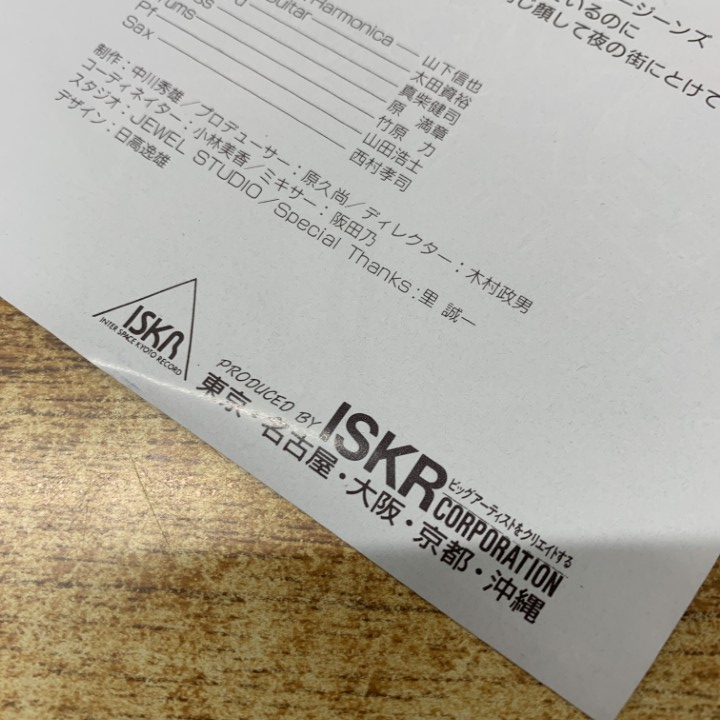 ージーンズ
ているのに
じ顔して夜の街にとけて
Harmonica 山下信也
Guitar 太田資裕
真柴健司
原 満章
Drums 竹原 力
Pf 山田浩士
Sax 西村孝司
制作：中川秀雄／プロデューサー：原久尚／ディレクター：木村政男
コーディネイター：小林美香／ミキサー：阪田乃
スタジオ：JEWEL STUDIO／Special Thanks：里 誠一
デザイン：日高逸雄
ISKR
INTER SPACE KYOTO RECORD
PRODUCED BY ISKR CORPORATION
ビッグアーティストをクリエイトする
東京・名古屋・大阪・京都・沖縄